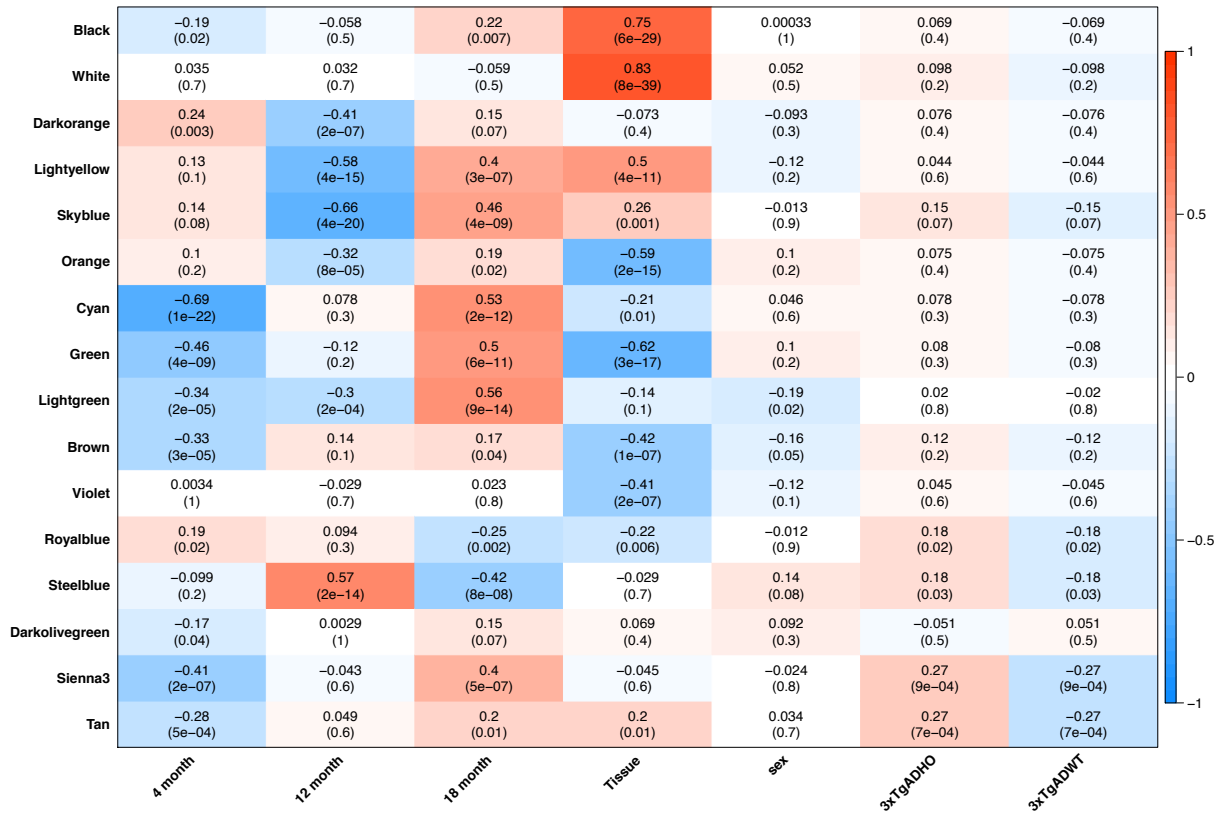 Black −0.19 −0.058 0.22 0.75 0.00033 0.069 −0.069
(0.02) (0.5) (0.007) (6e−29) (1) (0.4) (0.4)
White 0.035 0.032 −0.059 0.83 0.052 0.098 −0.098
(0.7) (0.7) (0.5) (8e−39) (0.5) (0.2) (0.2)
Darkorange 0.24 −0.41 0.15 −0.073 −0.093 0.076 −0.076
(0.003) (2e−07) (0.07) (0.4) (0.3) (0.4) (0.4)
Lightyellow 0.13 −0.58 0.4 0.5 −0.12 0.044 −0.044
(0.1) (4e−15) (3e−07) (4e−11) (0.2) (0.6) (0.6)
Skyblue 0.14 −0.66 0.46 0.26 −0.013 0.15 −0.15
(0.08) (4e−20) (4e−09) (0.001) (0.9) (0.07) (0.07)
Orange 0.1 −0.32 0.19 −0.59 0.1 0.075 −0.075
(0.2) (8e−05) (0.02) (2e−15) (0.2) (0.4) (0.4)
Cyan −0.69 0.078 0.53 −0.21 0.046 0.078 −0.078
(1e−22) (0.3) (2e−12) (0.01) (0.6) (0.3) (0.3)
Green −0.46 −0.12 0.5 −0.62 0.1 0.08 −0.08
(4e−09) (0.2) (6e−11) (3e−17) (0.2) (0.3) (0.3)
Lightgreen −0.34 −0.3 0.56 −0.14 −0.19 0.02 −0.02
(2e−05) (2e−04) (9e−14) (0.1) (0.02) (0.8) (0.8)
Brown −0.33 0.14 0.17 −0.42 −0.16 0.12 −0.12
(3e−05) (0.1) (0.04) (1e−07) (0.05) (0.2) (0.2)
Violet 0.0034 −0.029 0.023 −0.41 −0.12 0.045 −0.045
(1) (0.7) (0.8) (2e−07) (0.1) (0.6) (0.6)
Royalblue 0.19 0.094 −0.25 −0.22 −0.012 0.18 −0.18
(0.02) (0.3) (0.002) (0.006) (0.9) (0.02) (0.02)
Steelblue −0.099 0.57 −0.42 −0.029 0.14 0.18 −0.18
(0.2) (2e−14) (8e−08) (0.7) (0.08) (0.03) (0.03)
Darkolivegreen −0.17 0.0029 0.15 0.069 0.092 −0.051 0.051
(0.04) (1) (0.07) (0.4) (0.3) (0.5) (0.5)
Sienna3 −0.41 −0.043 0.4 −0.045 −0.024 0.27 −0.27
(2e−07) (0.6) (5e−07) (0.6) (0.8) (9e−04) (9e−04)
Tan −0.28 0.049 0.2 0.2 0.034 0.27 −0.27
(5e−04) (0.6) (0.01) (0.01) (0.7) (7e−04) (7e−04)
4 month 12 month 18 month Tissue sex 3xTgADHO 3xTgADWT
1
0.5
0
−0.5
−1